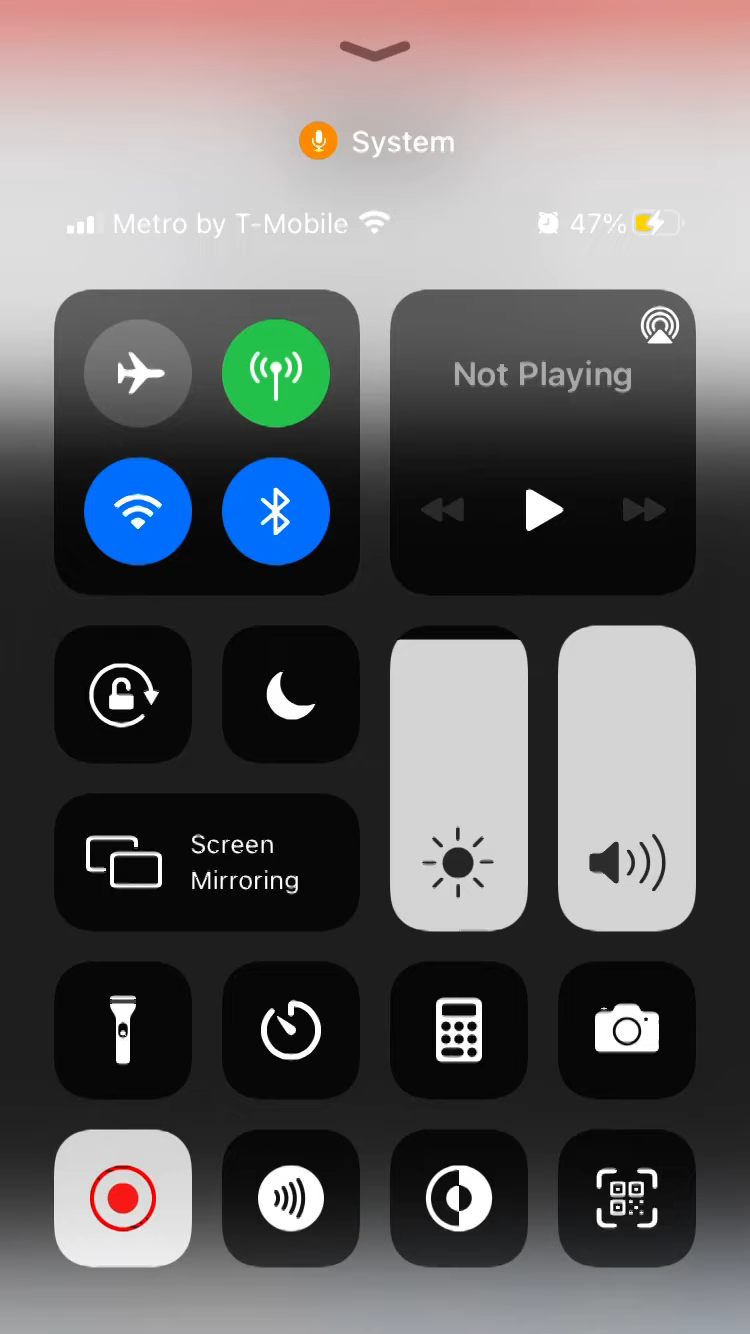 System
Metro by T-Mobile
47%
Not Playing
Screen
Mirroring